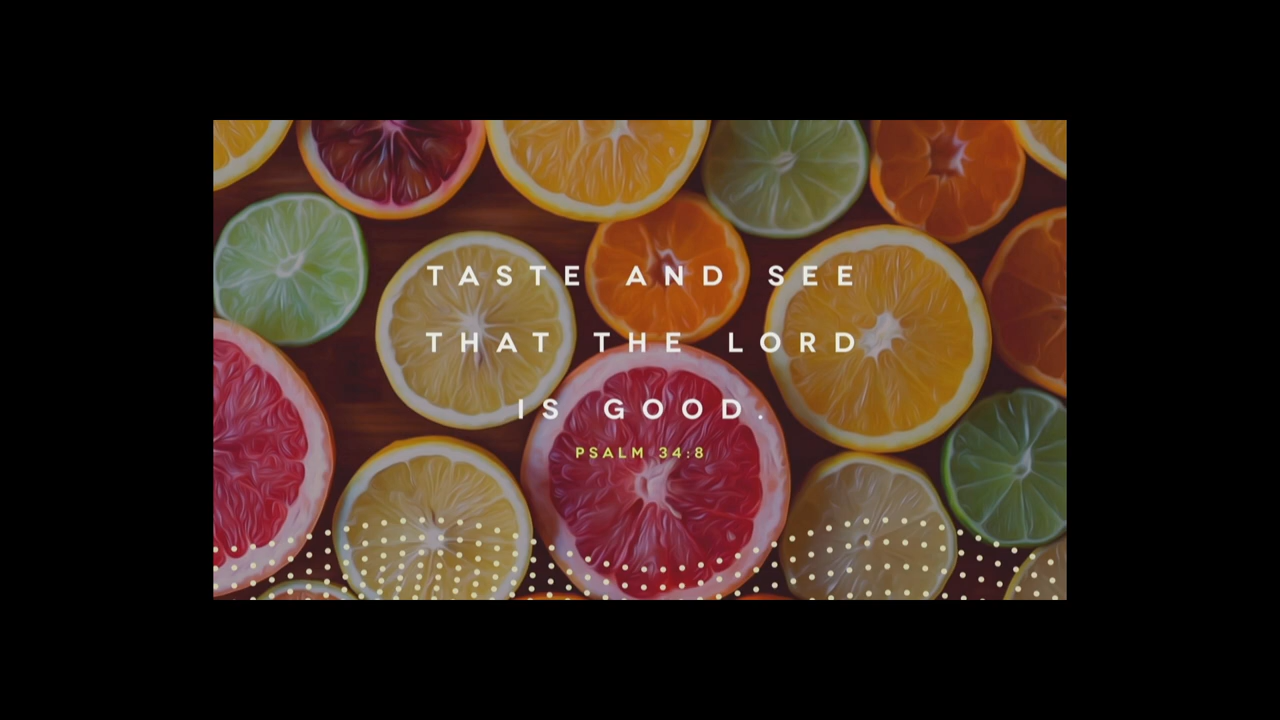 TASTE AND SEE
THAT THE LORD
IS GOOD.
PSALM 34:8